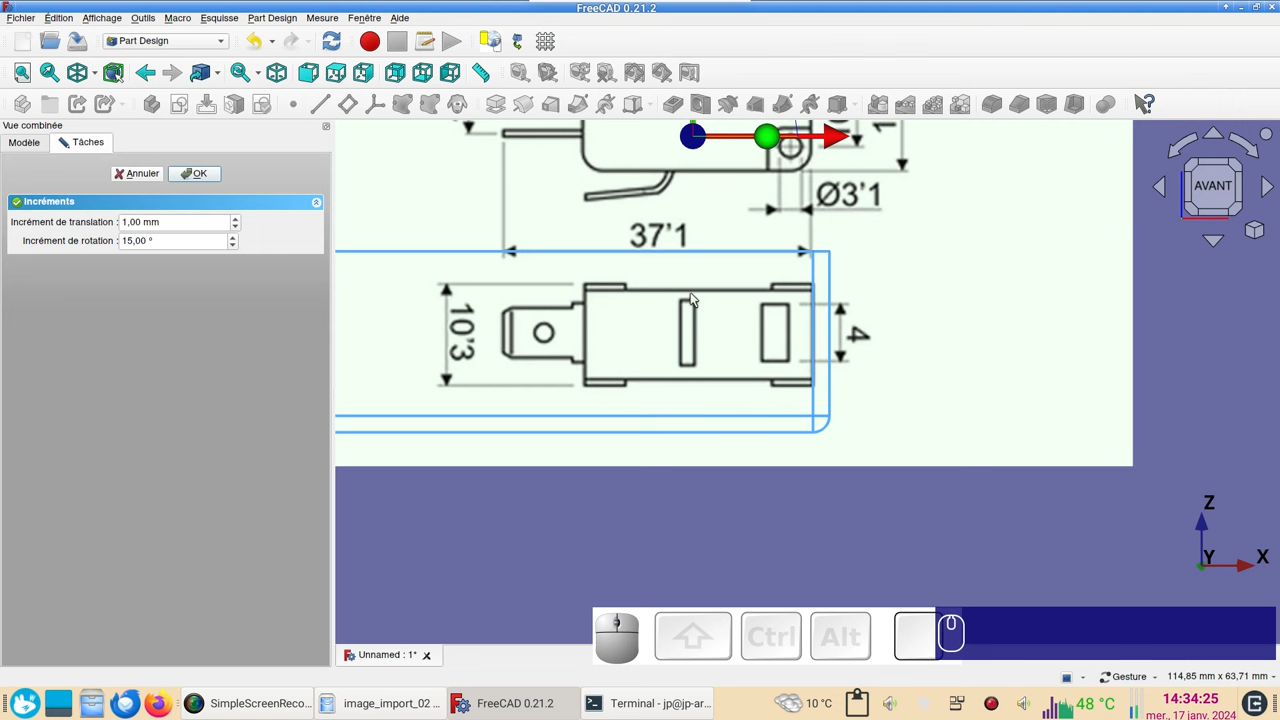 FreeCAD 0.21.2
Fichier Édition Affichage Outils Macro Esquisse Part Design Mesure Fenêtre Aide
Part Design
Vue combinée
Modèle Tâches
Annuler OK
Incréments
Incrément de translation : 1,00 mm
Incrément de rotation : 15,00 °
Ø3'1
37'1
10'3
4
AVANT
Z
Y X
Ctrl Alt
Unnamed : 1*
Gesture 114,85 mm x 63,71 mm
SimpleScreenReco... image_import_02 ... FreeCAD 0.21.2 Terminal - jp@jp-ar... 10 °C 48 °C 14:34:25
mer., 17 janv. 2024